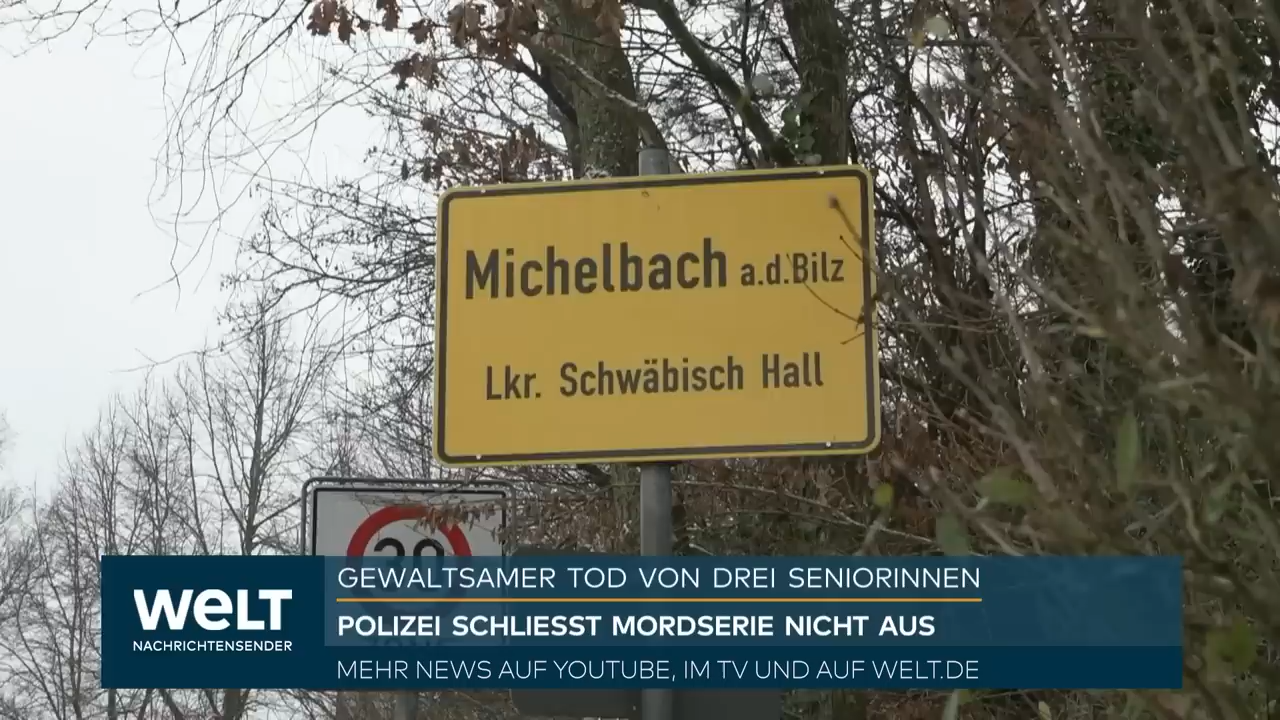 Michelbach a.d.Bilz
Lkr. Schwäbisch Hall
30
WELT
NACHRICHTENSENDER
GEWALTSAMER TOD VON DREI SENIORINNEN
POLIZEI SCHLIESST MORDSERIE NICHT AUS
MEHR NEWS AUF YOUTUBE, IM TV UND AUF WELT.DE